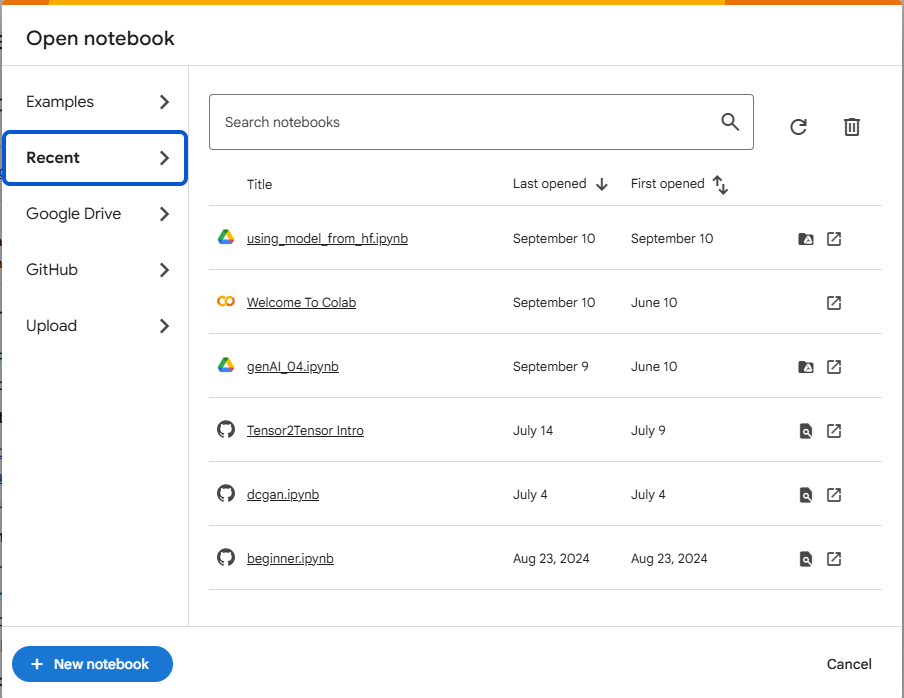 Open notebook
Examples
Recent
Google Drive
GitHub
Upload
Search notebooks
Title Last opened First opened
using_model_from_hf.ipynb September 10 September 10
Welcome To Colab September 10 June 10
genAI_04.ipynb September 9 June 10
Tensor2Tensor Intro July 14 July 9
dcgan.ipynb July 4 July 4
beginner.ipynb Aug 23, 2024 Aug 23, 2024
+ New notebook Cancel